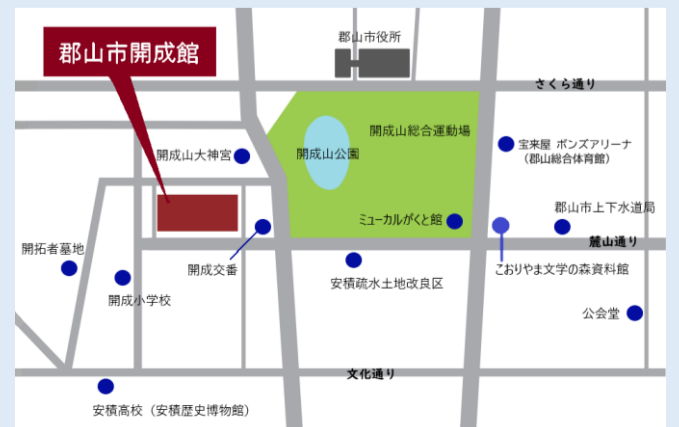 郡山市役所
郡山市開成館
さくら通り
開成山総合運動場
宝来屋 ボンズアリーナ
（郡山総合体育館）
開成山大神宮
開成山公園
郡山市上下水道局
ミューカルがくと館
麓山通り
開拓者墓地
開成交番
こおりやま文学の森資料館
安積疏水土地改良区
開成小学校
公会堂
文化通り
安積高校（安積歴史博物館）